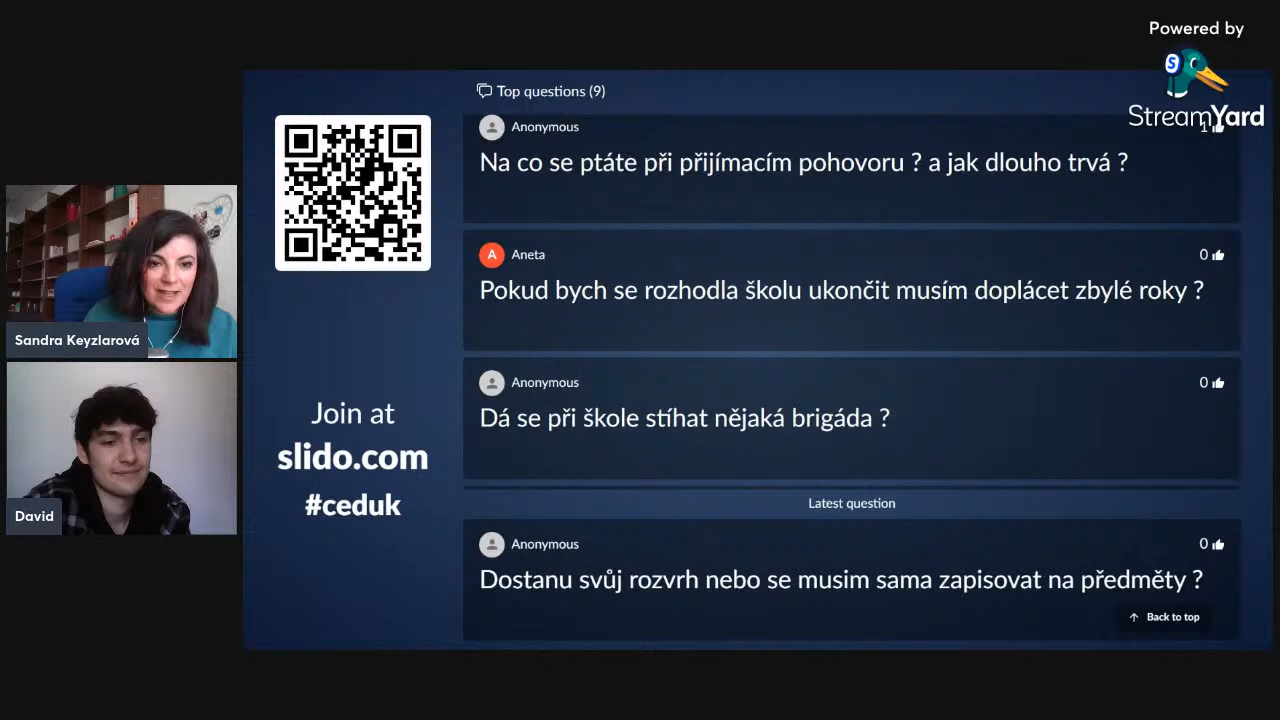 Powered by
StreamYard
Top questions (9)
Anonymous
1
Na co se ptáte při přijímacím pohovoru ? a jak dlouho trvá ?
A
Aneta
0
Pokud bych se rozhodla školu ukončit musím doplácet zbylé roky ?
Sandra Keyzlarová
Anonymous
0
Dá se při škole stíhat nějaká brigáda ?
Join at
slido.com
#ceduk
David
Latest question
Anonymous
0
Dostanu svůj rozvrh nebo se musim sama zapisovat na předměty ?
↑ Back to top